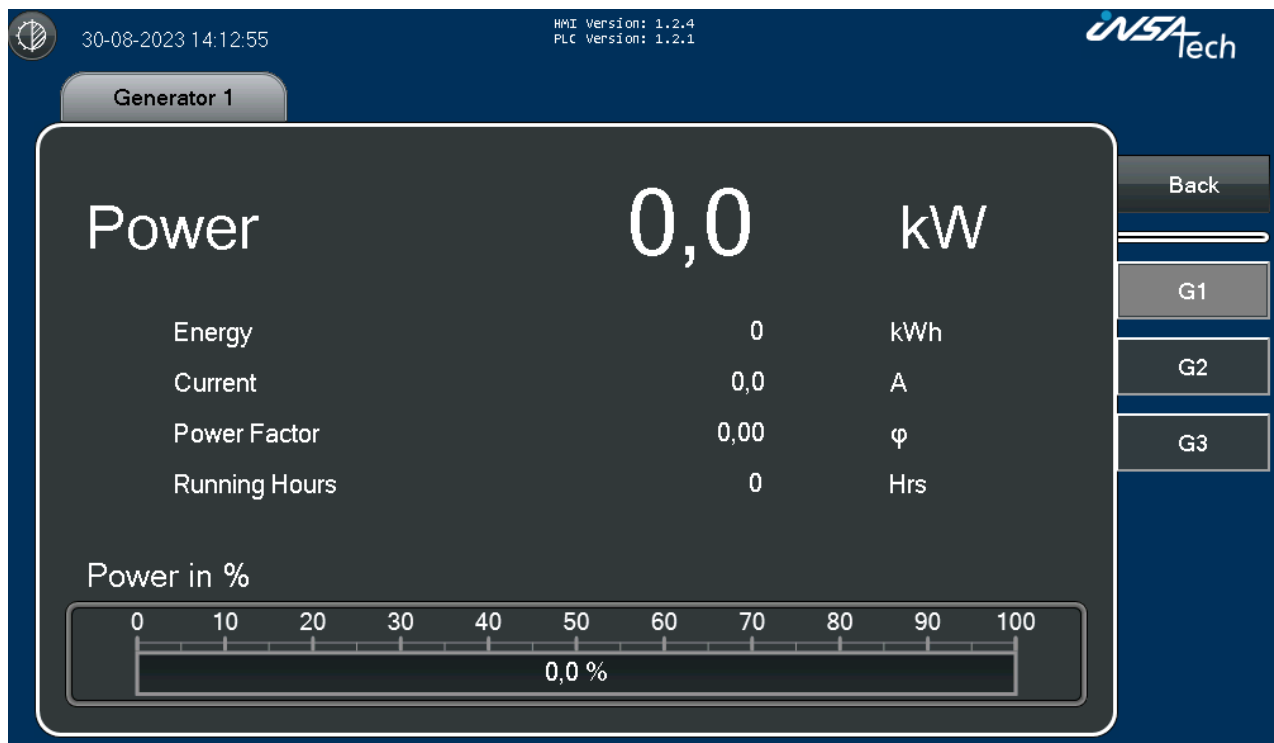 30-08-2023 14:12:55
HMI Version: 1.2.4
PLC Version: 1.2.1
iNSATech
Generator 1
Back
Power 0,0 kW
G1
Energy 0 kWh
G2
Current 0,0 A
Power Factor 0,00 φ
G3
Running Hours 0 Hrs
Power in %
0 10 20 30 40 50 60 70 80 90 100
0,0 %